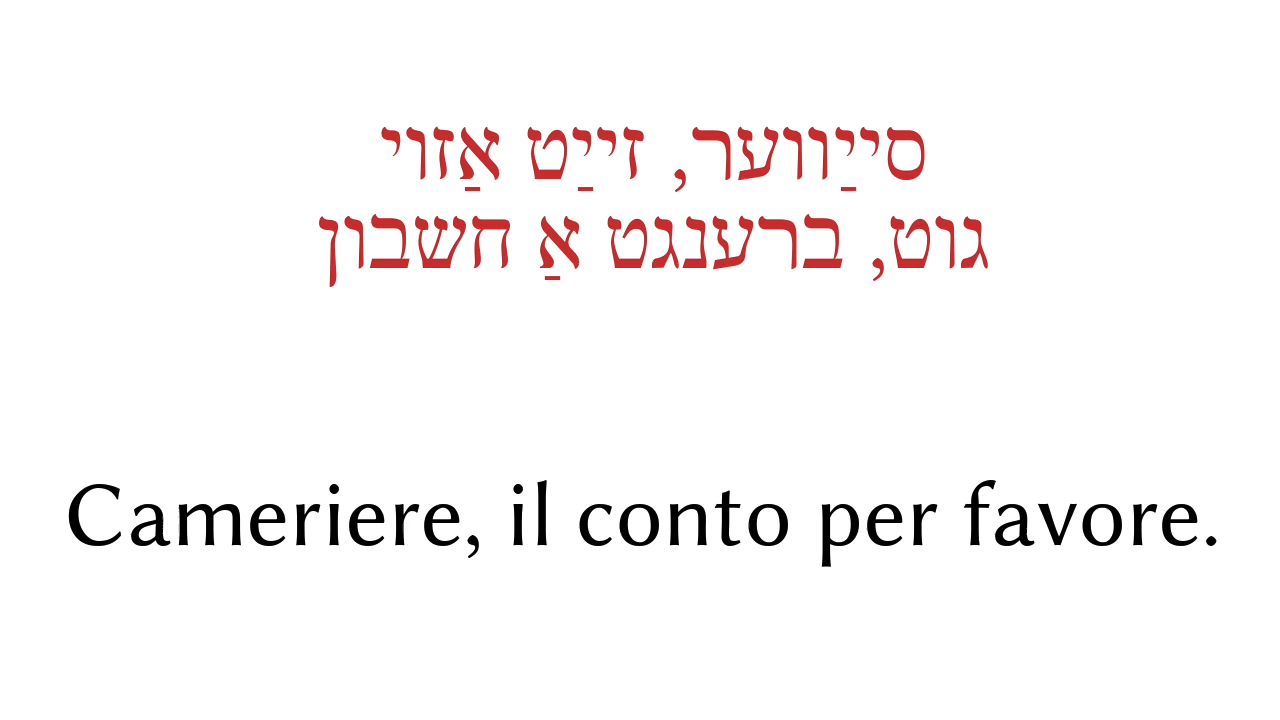 סײַווער, זײַט אַזוי
גוט, ברענגט אַ חשבון
Cameriere, il conto per favore.